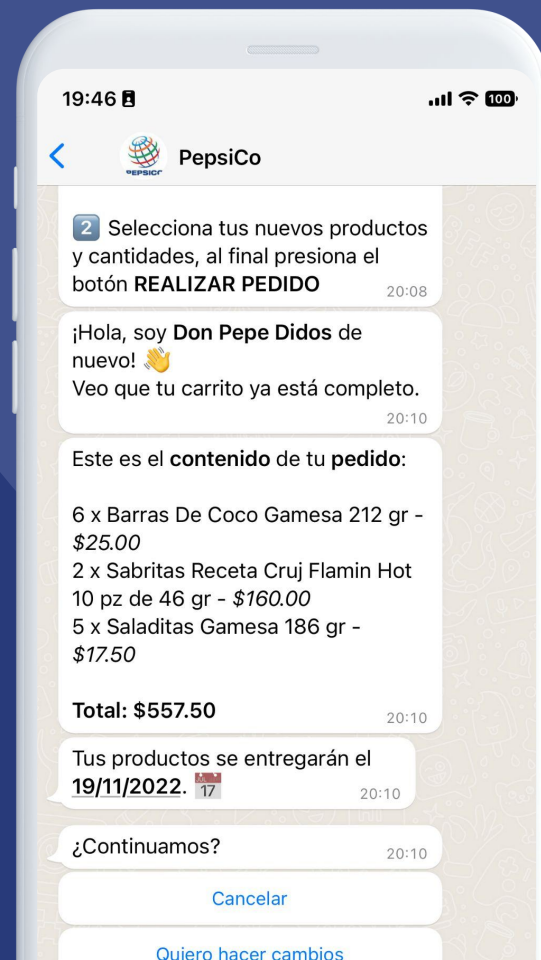 19:46
100
PepsiCo
PEPSICO
2 Selecciona tus nuevos productos
y cantidades, al final presiona el
botón REALIZAR PEDIDO
20:08
¡Hola, soy Don Pepe Didos de
nuevo! 👋
Veo que tu carrito ya está completo.
20:10
Este es el contenido de tu pedido:
6 x Barras De Coco Gamesa 212 gr -
$25.00
2 x Sabritas Receta Cruj Flamin Hot
10 pz de 46 gr - $160.00
5 x Saladitas Gamesa 186 gr -
$17.50
Total: $557.50
20:10
Tus productos se entregarán el
19/11/2022. 17
20:10
¿Continuamos?
20:10
Cancelar
Quiero hacer cambios